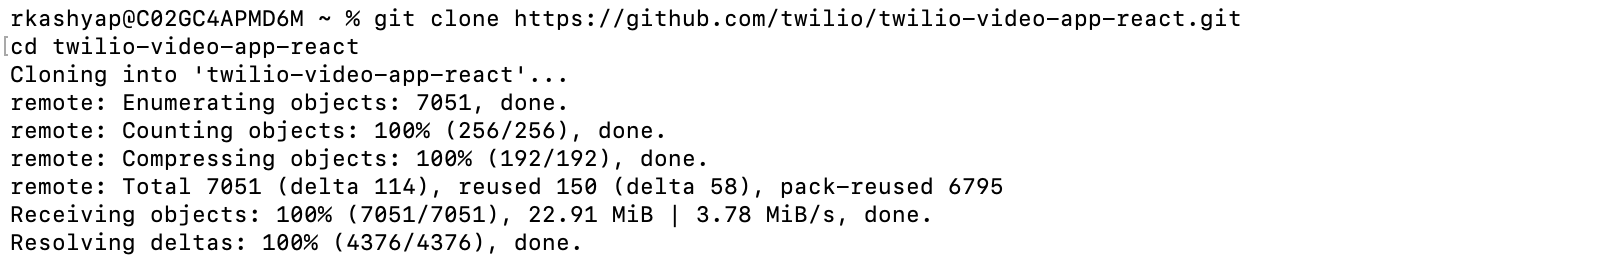 rkashyap@C02GC4APMD6M ~ % git clone https://github.com/twilio/twilio-video-app-react.git
[cd twilio-video-app-react
Cloning into 'twilio-video-app-react'...
remote: Enumerating objects: 7051, done.
remote: Counting objects: 100% (256/256), done.
remote: Compressing objects: 100% (192/192), done.
remote: Total 7051 (delta 114), reused 150 (delta 58), pack-reused 6795
Receiving objects: 100% (7051/7051), 22.91 MiB | 3.78 MiB/s, done.
Resolving deltas: 100% (4376/4376), done.